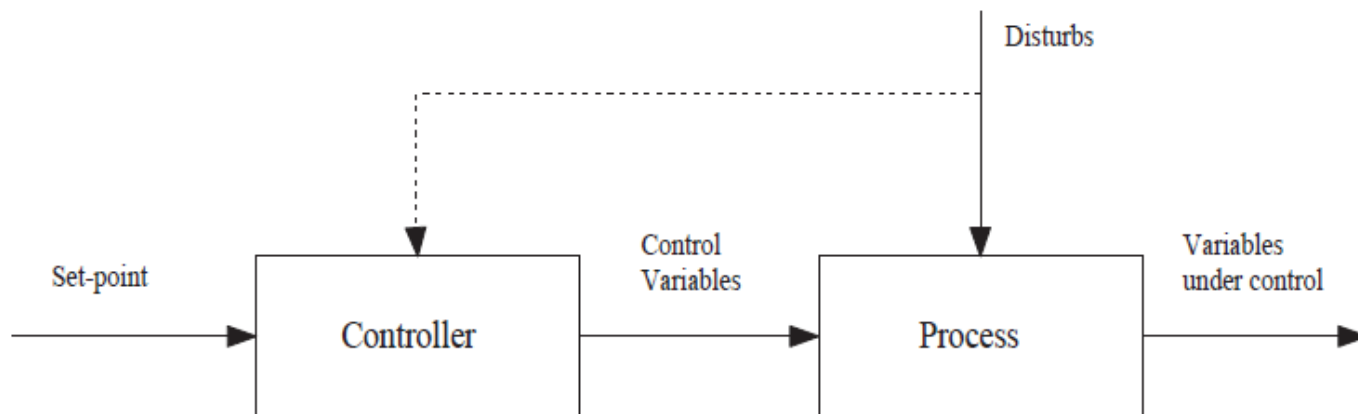 Disturbs
Set-point
Control
Variables
Variables
under control
Controller
Process